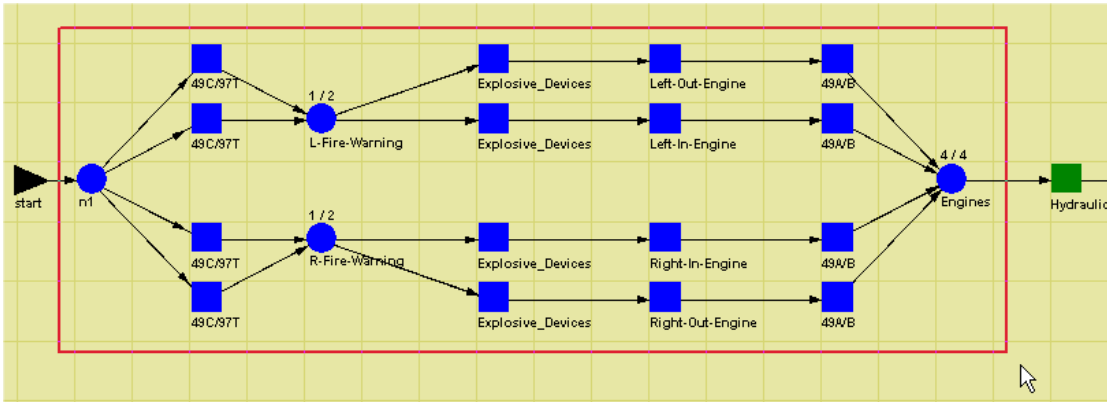 49C/97T
1 / 2
Explosive_Devices
Left-Out-Engine
49A/B
49C/97T
L-Fire-Warning
Explosive_Devices
Left-In-Engine
49A/B
4 / 4
start
n1
Engines
Hydraulic
1 / 2
49C/97T
R-Fire-Warning
Explosive_Devices
Right-In-Engine
49A/B
49C/97T
Explosive_Devices
Right-Out-Engine
49A/B